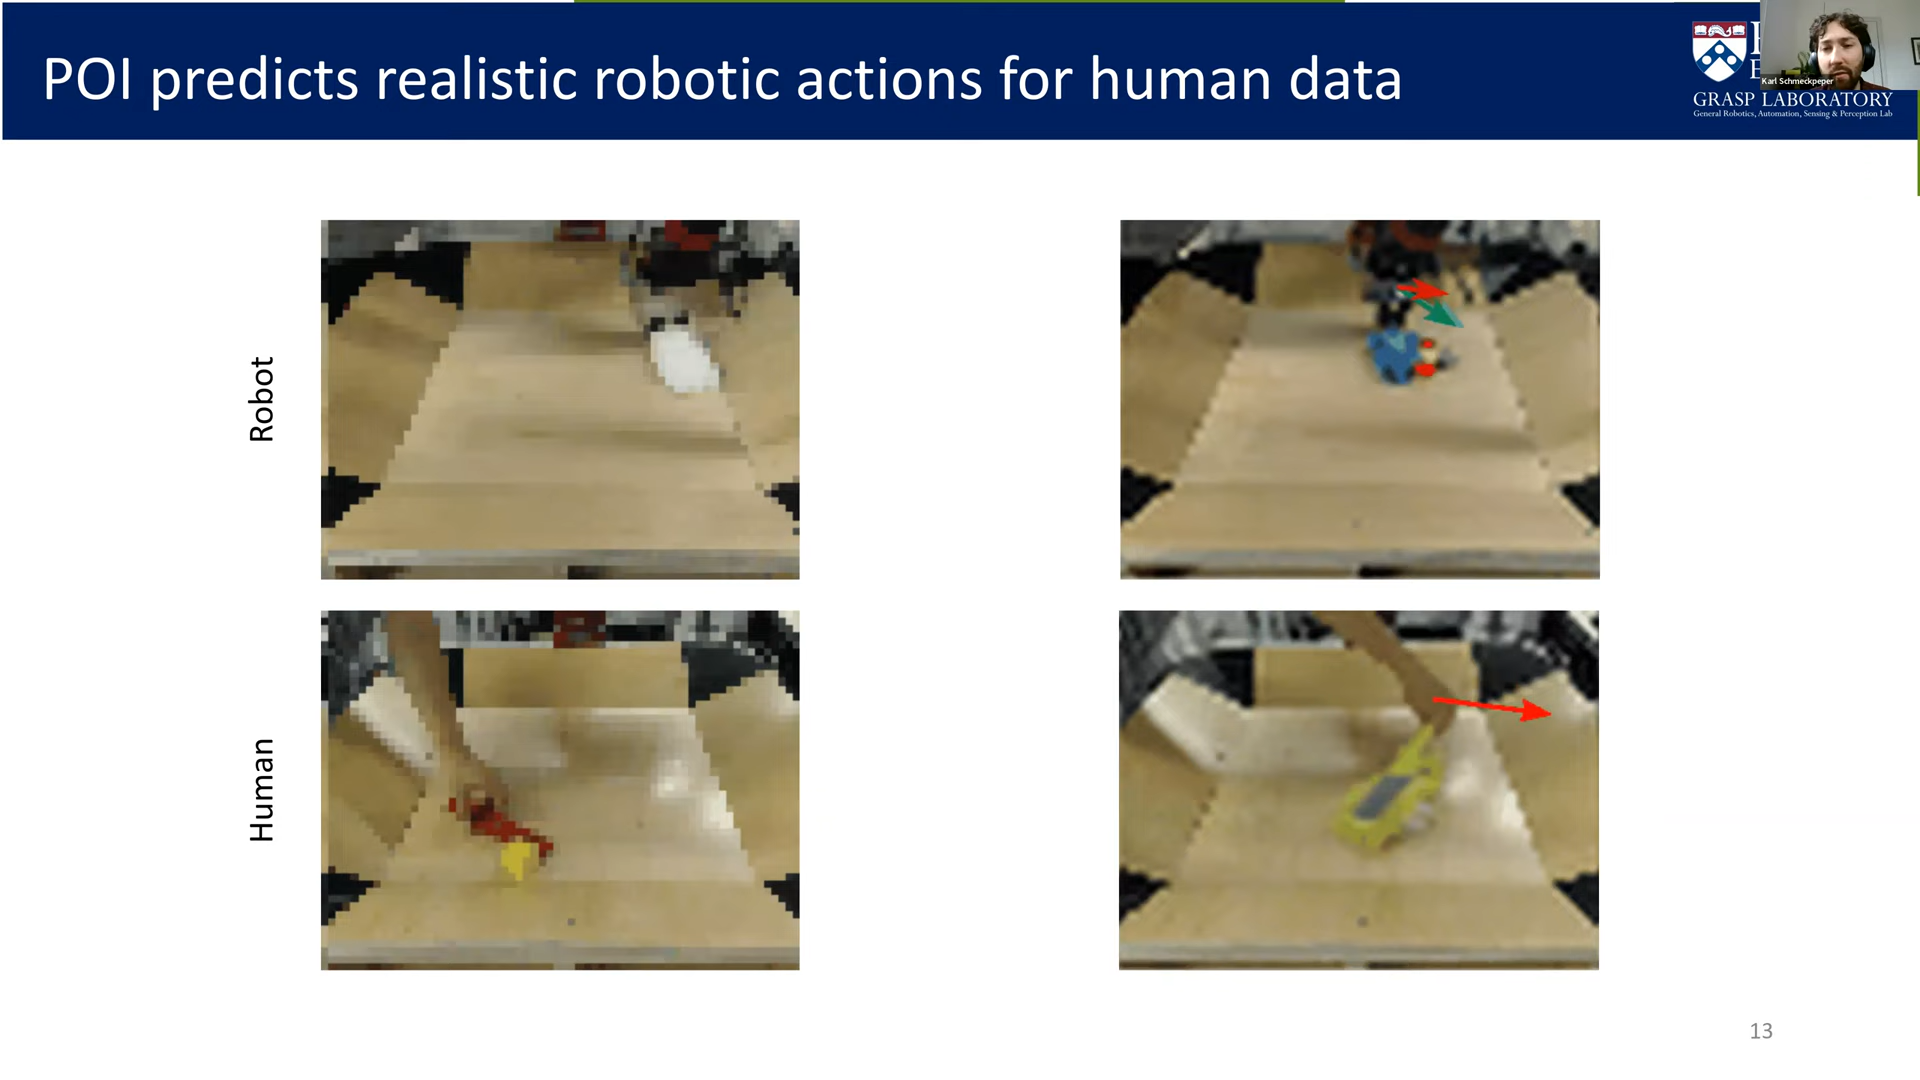 POI predicts realistic robotic actions for human data
Karl Schmeckpeper
GRASP LABORATORY
General Robotics, Automation, Sensing & Perception Lab
Robot
Human
13